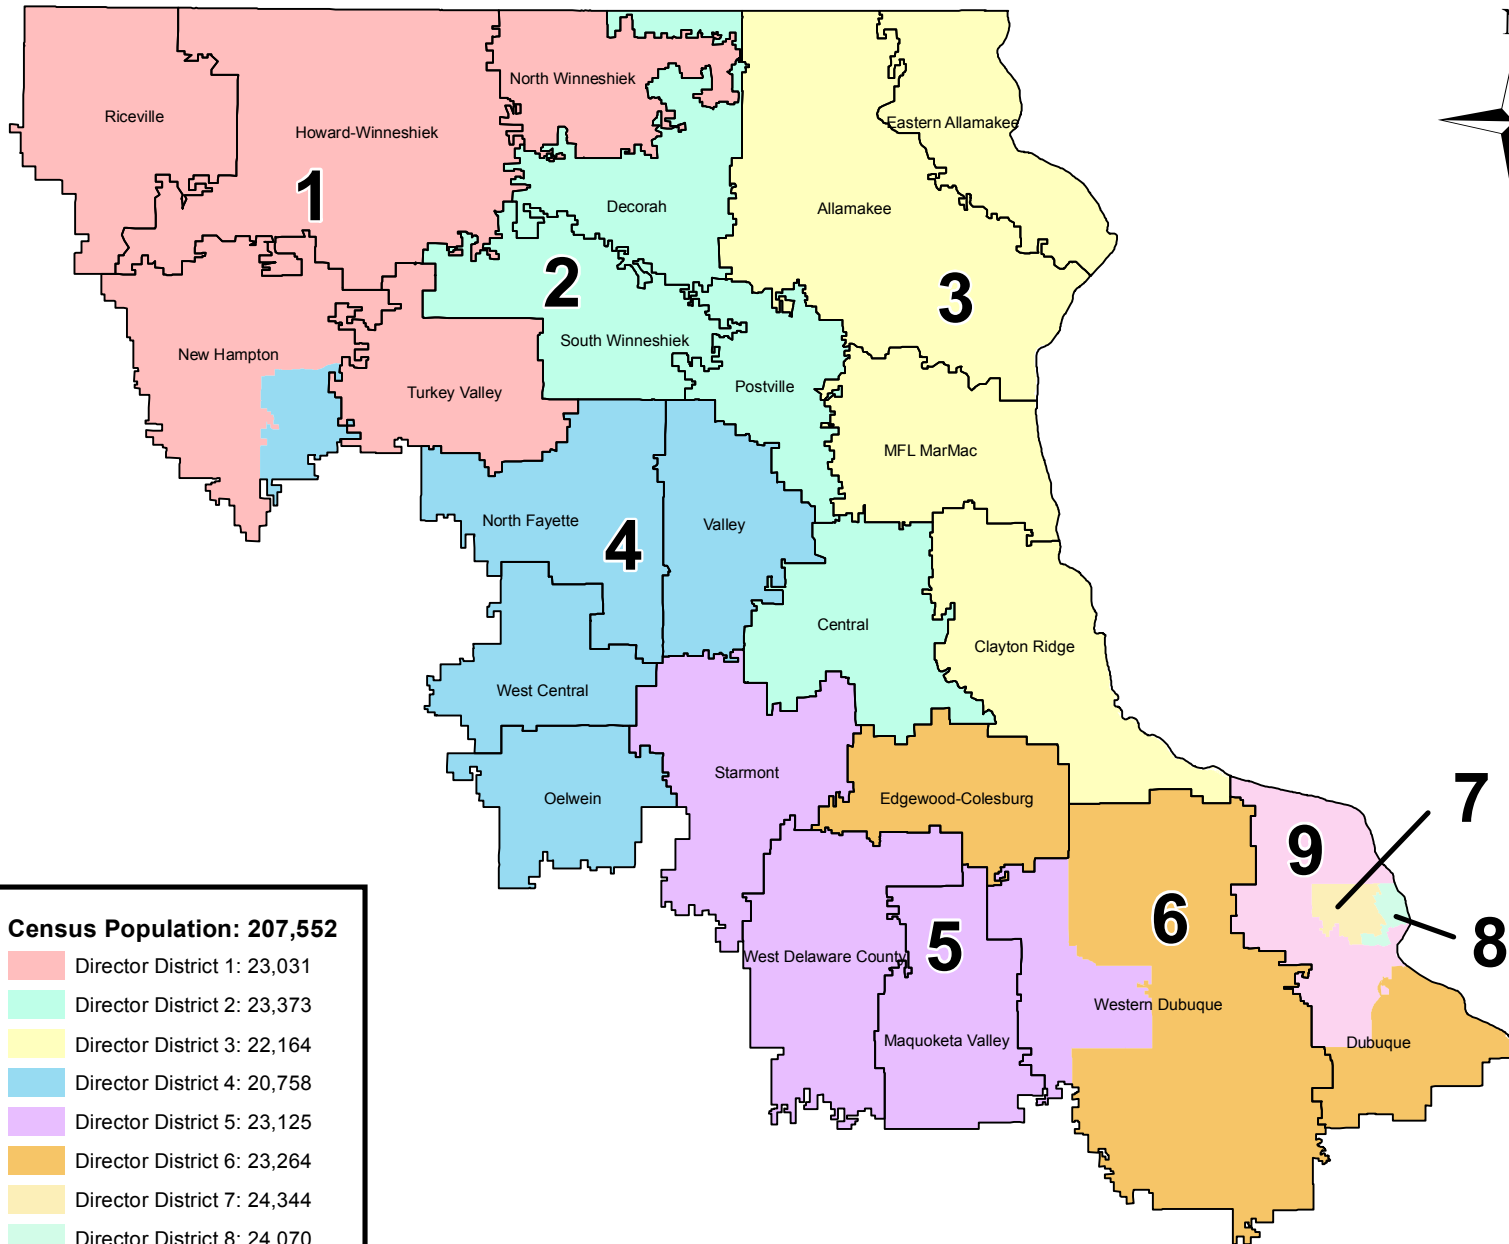 N
North Winneshiek
Riceville
Howard-Winneshiek
Eastern Allamakee
1
Decorah
Allamakee
2
3
South Winneshiek
New Hampton
Turkey Valley
Postville
MFL MarMac
North Fayette
Valley
4
Central
Clayton Ridge
West Central
Starmont
Oelwein
Edgewood-Colesburg
7
9
6
8
5
West Delaware County
Western Dubuque
Maquoketa Valley
Dubuque
Census Population: 207,552
Director District 1: 23,031
Director District 2: 23,373
Director District 3: 22,164
Director District 4: 20,758
Director District 5: 23,125
Director District 6: 23,264
Director District 7: 24,344
Director District 8: 24,070